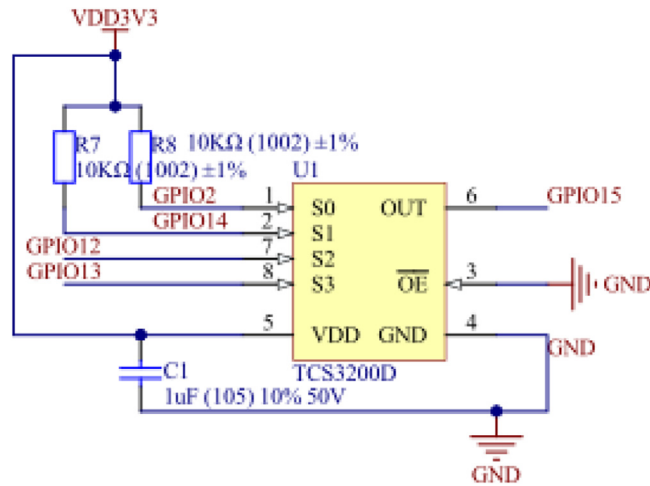 VDD3V3
R7
R8 10KΩ (1002) ±1%
10KΩ (1002) ±1%
U1
GPIO2 1 S0 OUT 6 GPIO15
GPIO14 2 S1
GPIO12 7 S2
GPIO13 8 S3 OE 3 GND
5 VDD GND 4
GND
C1
TCS3200D
1uF (105) 10% 50V
GND